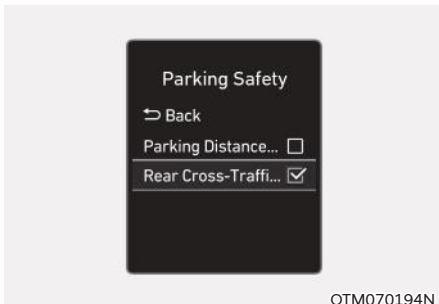 Parking Safety
Back
Parking Distance...
Rear Cross-Traffi...
OTM070194N